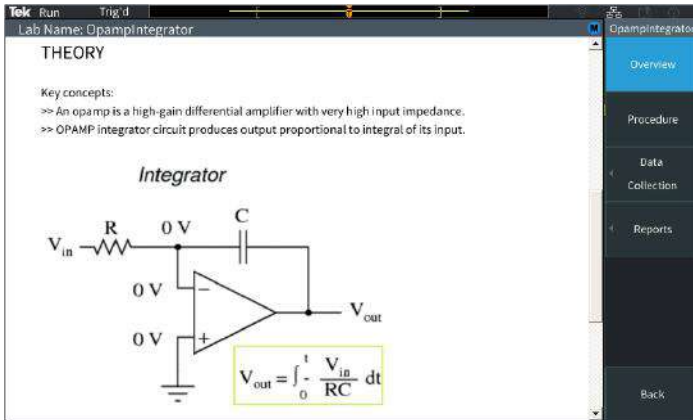 Tek Run Trig'd
Lab Name: OpampIntegrator
M
OpampIntegrator
THEORY
Overview
Key concepts:
>> An opamp is a high-gain differential amplifier with very high input impedance.
>> OPAMP integrator circuit produces output proportional to integral of its input.
Procedure
Data
Collection
Reports
Integrator
R 0 V C
Vin
0 V −
Vout
0 V +
Vout = ∫0t - Vin/RC dt
Back